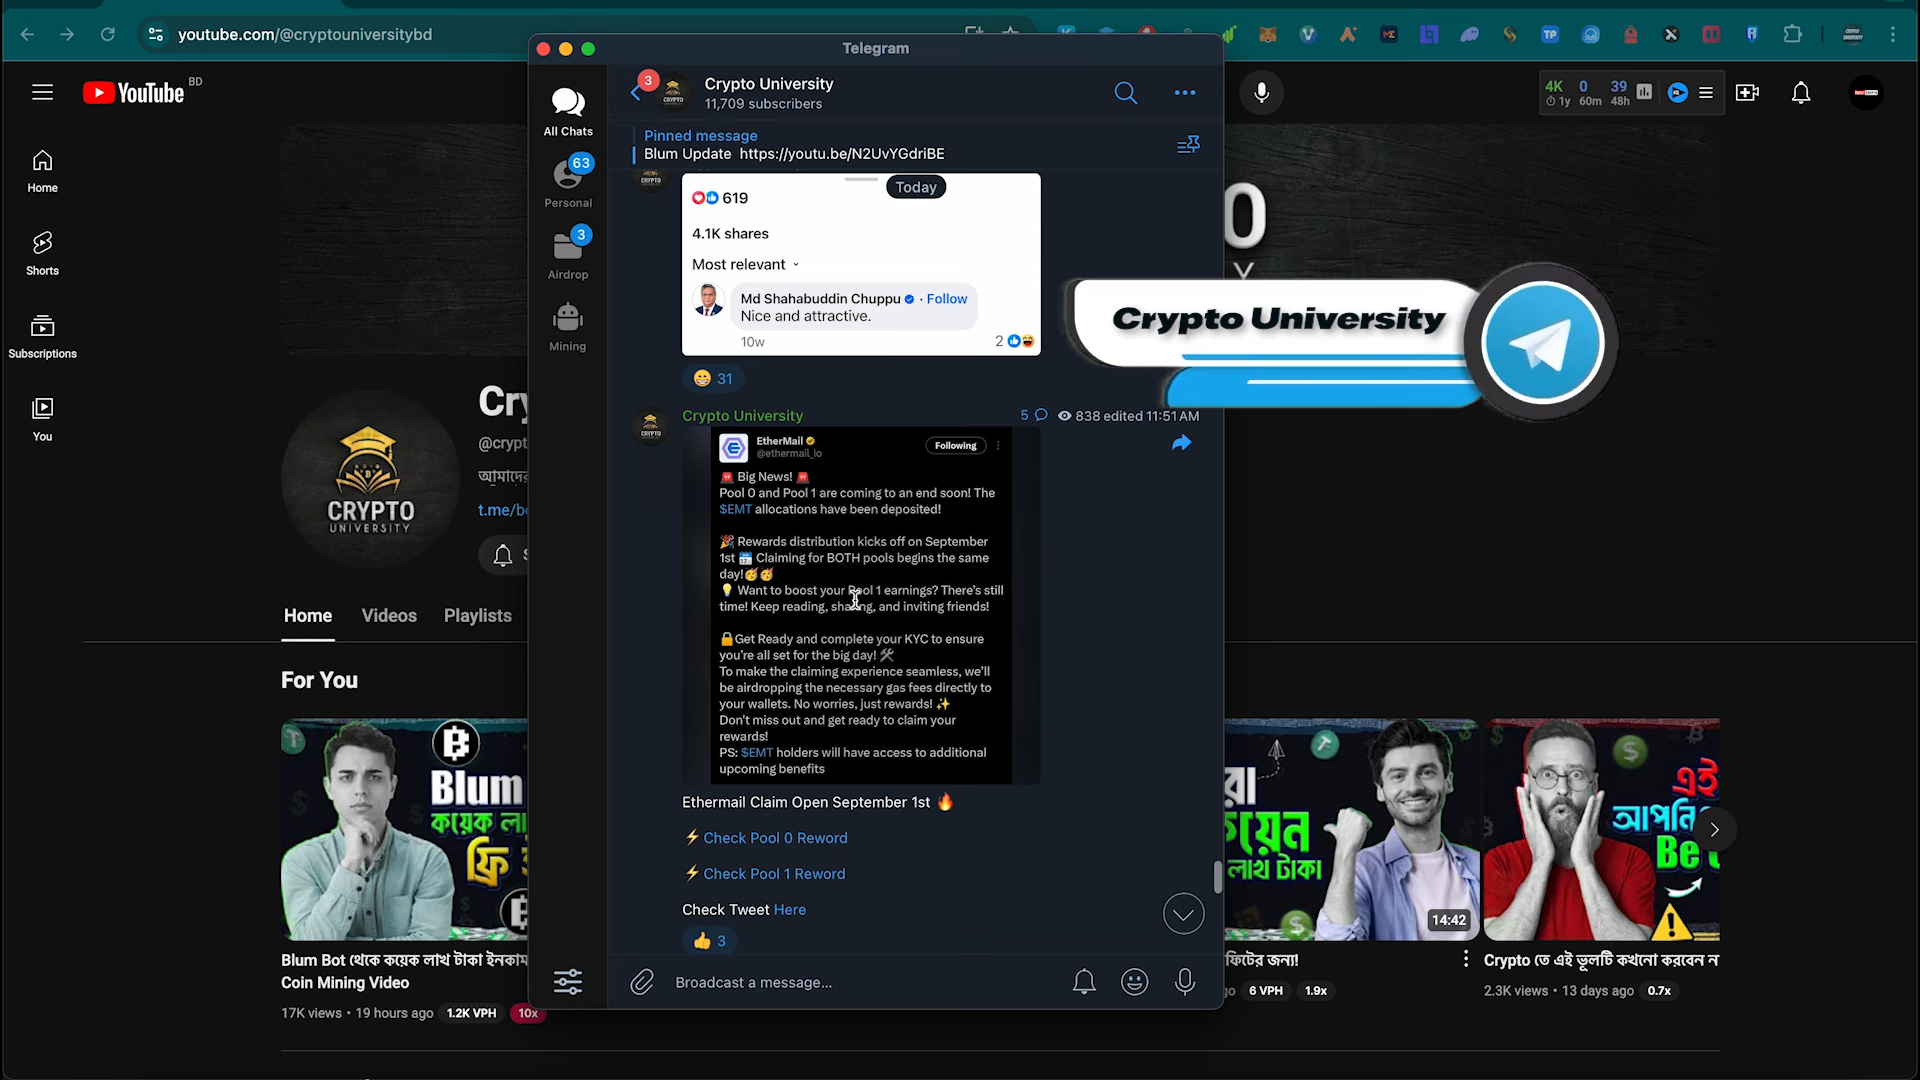 youtube.com/@cryptouniversitybd
Telegram
YouTube BD
Home
Shorts
Subscriptions
You
All Chats
63
Personal
3
Airdrop
Mining
3
Crypto University
11,709 subscribers
Pinned message
Blum Update https://youtu.be/N2UvYGdriBE
Today
619
4.1K shares
Most relevant
Md Shahabuddin Chuppu · Follow
Nice and attractive.
10w
2
31
Crypto University
5 838 edited 11:51 AM
EtherMail
@ethermail_io
Following
Big News!
Pool 0 and Pool 1 are coming to an end soon! The
$EMT allocations have been deposited!
Rewards distribution kicks off on September
1st Claiming for BOTH pools begins the same
day!
Want to boost your Pool 1 earnings? There's still
time! Keep reading, sharing, and inviting friends!
Get Ready and complete your KYC to ensure
you're all set for the big day!
To make the claiming experience seamless, we'll
be airdropping the necessary gas fees directly to
your wallets. No worries, just rewards!
Don't miss out and get ready to claim your
rewards!
PS: $EMT holders will have access to additional
upcoming benefits
Ethermail Claim Open September 1st
Check Pool 0 Reword
Check Pool 1 Reword
Check Tweet Here
3
Broadcast a message...
Crypto University
4K 0 39
1y 60m 48h
CRYPTO
UNIVERSITY
@crypt
আমাদের
t.me/b
Home Videos Playlists
For You
Blum
কয়েক লা
ফ্রি
14:42
লাখ টাকা
এই
আপনি
Be
Blum Bot থেকে কয়েক লাখ টাকা ইনকাম
Coin Mining Video
17K views • 19 hours ago 1.2K VPH 10x
ফিটের জন্য!
6 VPH 1.9x
Crypto তে এই ভূলটি কখনো করবেন ন
2.3K views • 13 days ago 0.7x